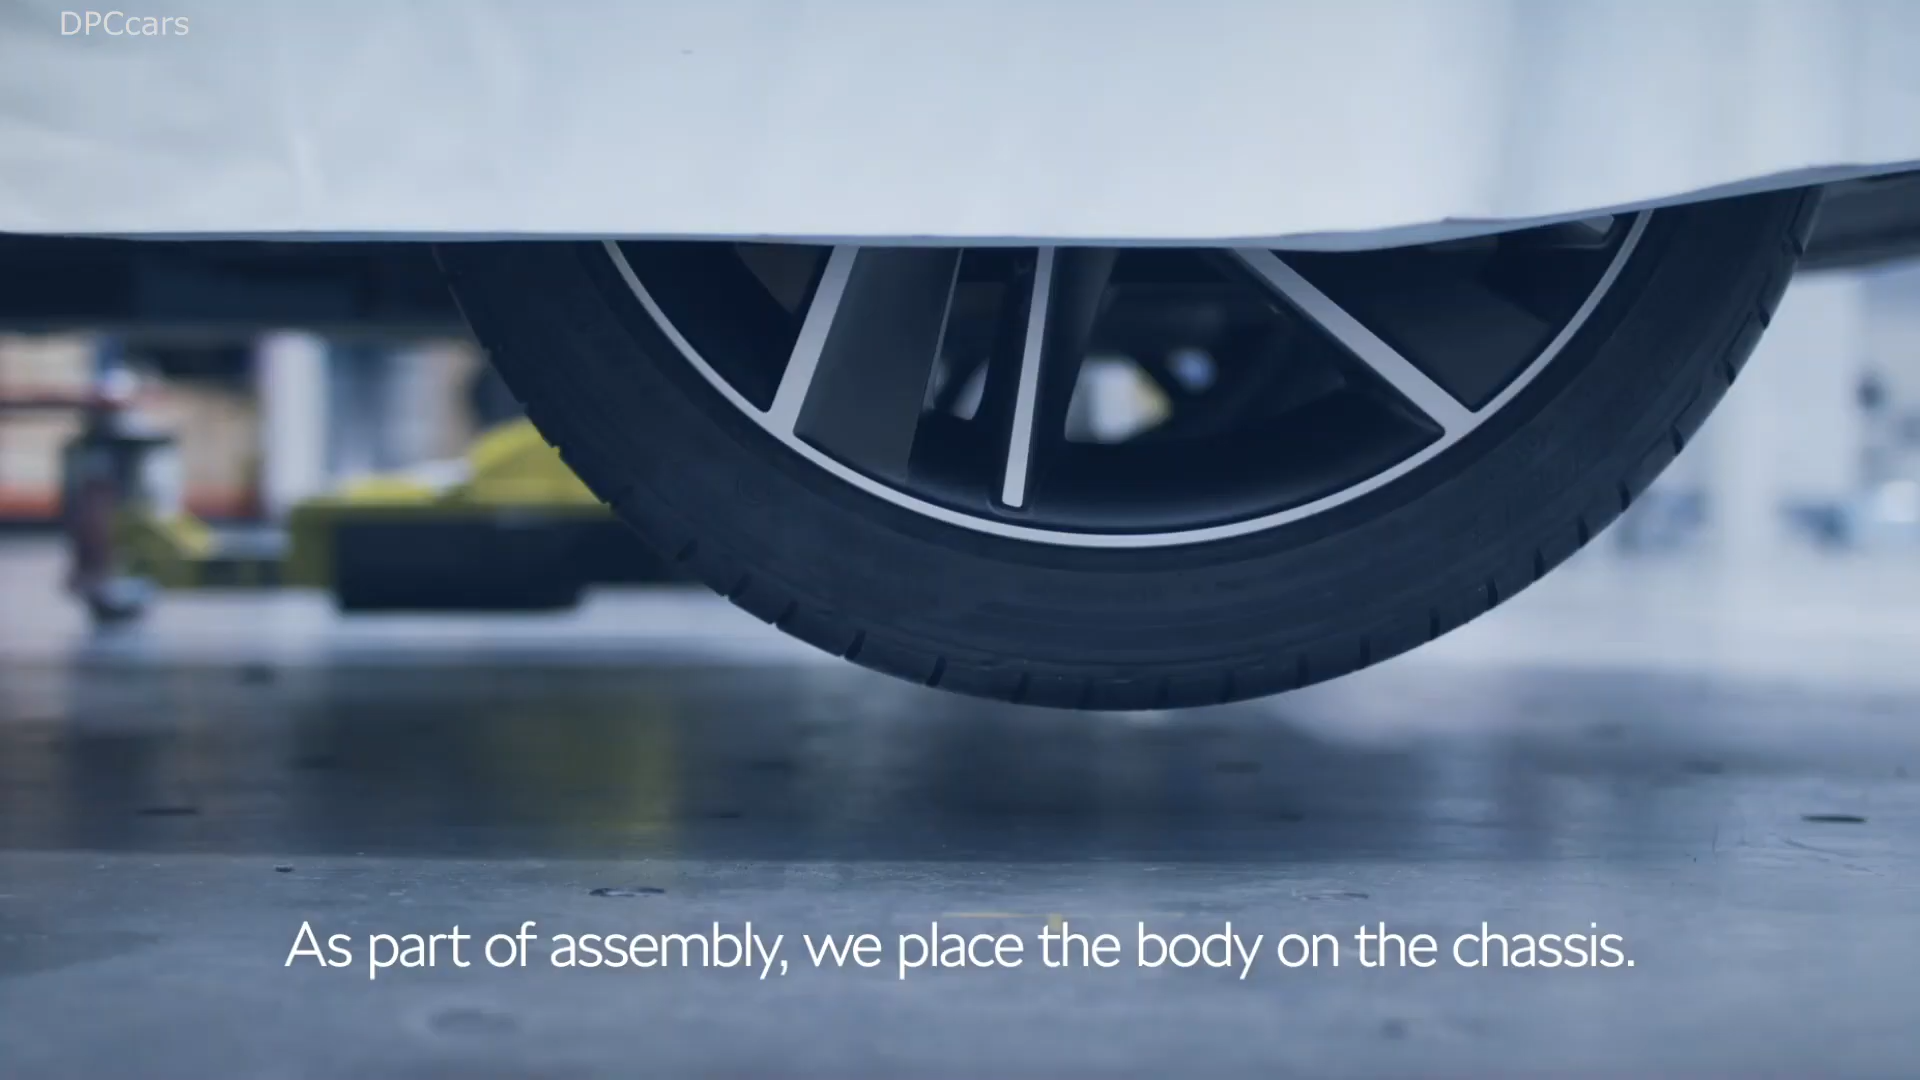 DPCcars
As part of assembly, we place the body on the chassis.